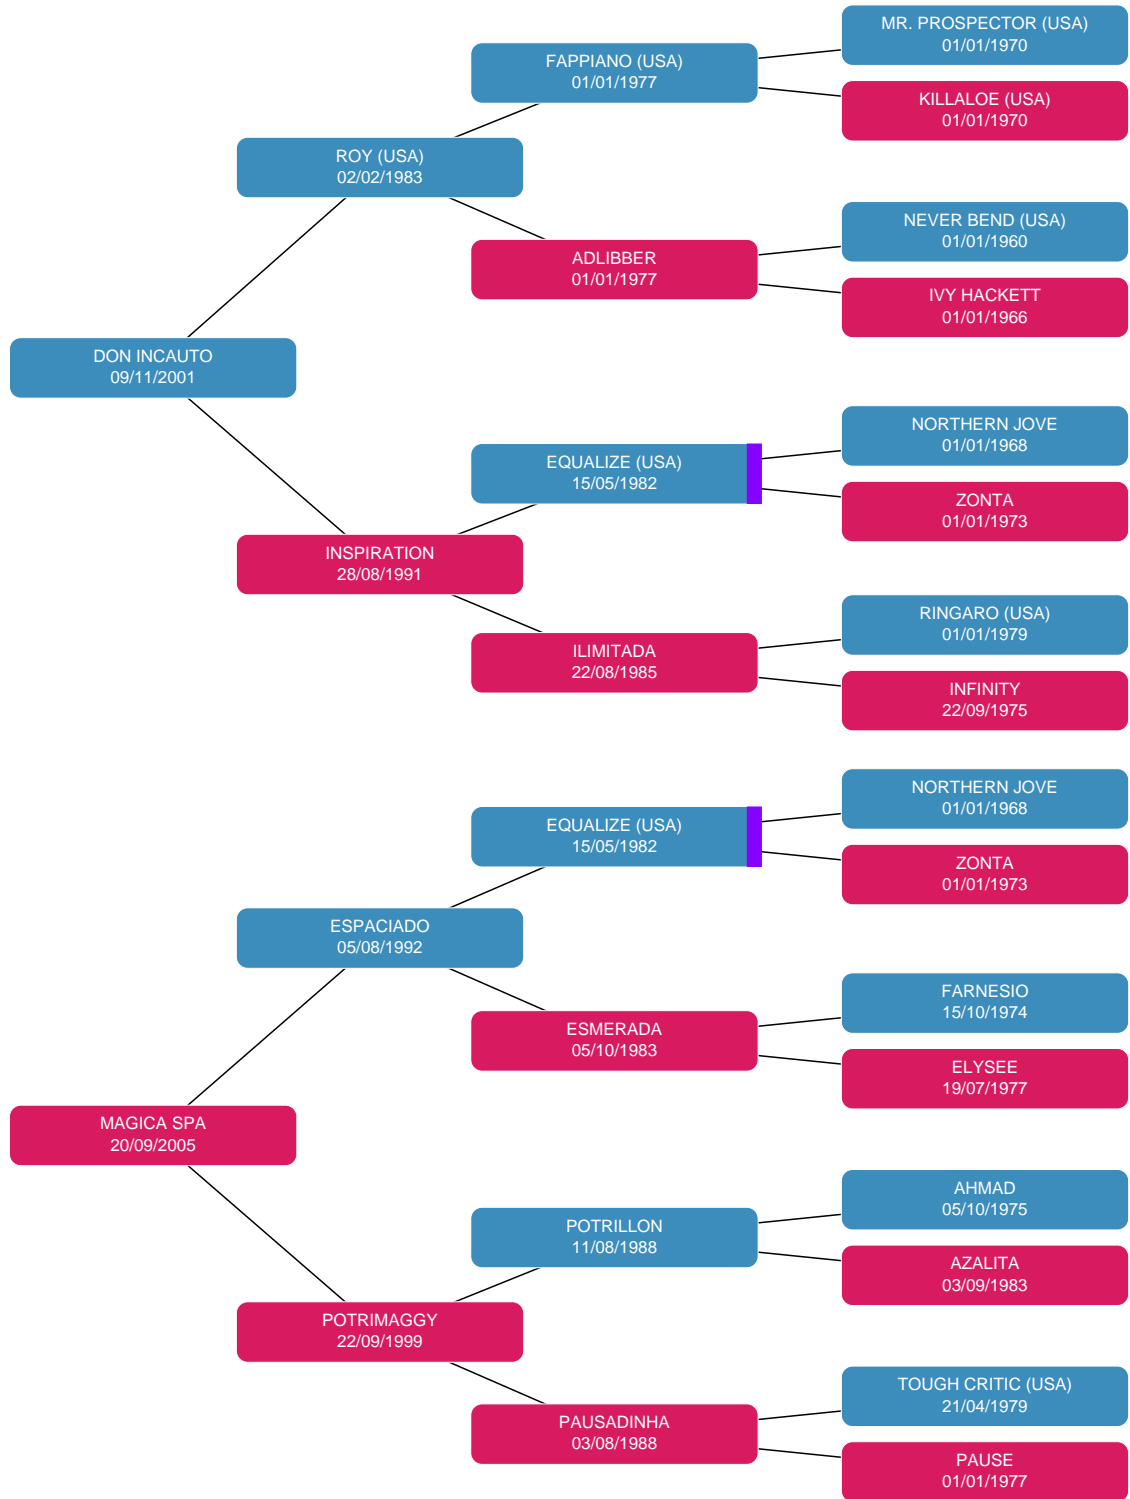 MR. PROSPECTOR (USA)
01/01/1970
FAPPIANO (USA)
01/01/1977
KILLALOE (USA)
01/01/1970
ROY (USA)
02/02/1983
NEVER BEND (USA)
01/01/1960
ADLIBBER
01/01/1977
IVY HACKETT
01/01/1966
DON INCAUTO
09/11/2001
NORTHERN JOVE
01/01/1968
EQUALIZE (USA)
15/05/1982
ZONTA
01/01/1973
INSPIRATION
28/08/1991
RINGARO (USA)
01/01/1979
ILIMITADA
22/08/1985
INFINITY
22/09/1975
NORTHERN JOVE
01/01/1968
EQUALIZE (USA)
15/05/1982
ZONTA
01/01/1973
ESPACIADO
05/08/1992
FARNESIO
15/10/1974
ESMERADA
05/10/1983
ELYSEE
19/07/1977
MAGICA SPA
20/09/2005
AHMAD
05/10/1975
POTRILLON
11/08/1988
AZALITA
03/09/1983
POTRIMAGGY
22/09/1999
TOUGH CRITIC (USA)
21/04/1979
PAUSADINHA
03/08/1988
PAUSE
01/01/1977